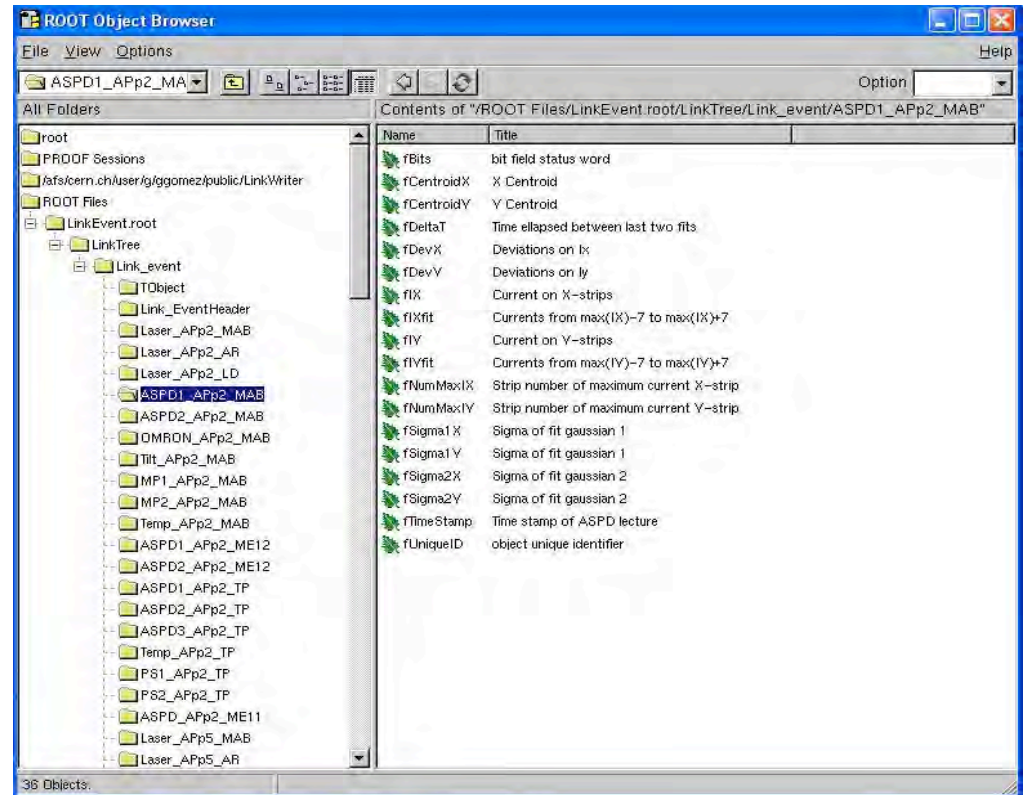 ROOT Object Browser
File View Options Help
ASPD1_APp2_MA Option
All Folders
Contents of "/ROOT Files/LinkEvent.root/LinkTree/Link_event/ASPD1_APp2_MAB"
root
PROOF Sessions
/afs/cern.ch/user/g/ggomez/public/LinkWriter
ROOT Files
LinkEvent.root
LinkTree
Link_event
TObject
Link_EventHeader
Laser_APp2_MAB
Laser_APp2_AR
Laser_APp2_LD
ASPD1_APp2_MAB
ASPD2_APp2_MAB
OMRON_APp2_MAB
Tilt_APp2_MAB
MP1_APp2_MAB
MP2_APp2_MAB
Temp_APp2_MAB
ASPD1_APp2_ME12
ASPD2_APp2_ME12
ASPD1_APp2_TP
ASPD2_APp2_TP
ASPD3_APp2_TP
Temp_APp2_TP
PS1_APp2_TP
PS2_APp2_TP
ASPD_APp2_ME11
Laser_APp5_MAB
Laser_APp5_AR
Name Title
fBits bit field status word
fCentroidX X Centroid
fCentroidY Y Centroid
fDeltaT Time ellapsed between last two fits
fDevX Deviations on Ix
fDevY Deviations on Iy
fIX Current on X-strips
fIXfit Currents from max(IX)-7 to max(IX)+7
fIY Current on Y-strips
fIYfit Currents from max(IY)-7 to max(IY)+7
fNumMaxIX Strip number of maximum current X-strip
fNumMaxIY Strip number of maximum current Y-strip
fSigma1X Sigma of fit gaussian 1
fSigma1Y Sigma of fit gaussian 1
fSigma2X Sigma of fit gaussian 2
fSigma2Y Sigma of fit gaussian 2
fTimeStamp Time stamp of ASPD lecture
fUniqueID object unique identifier
36 Objects.